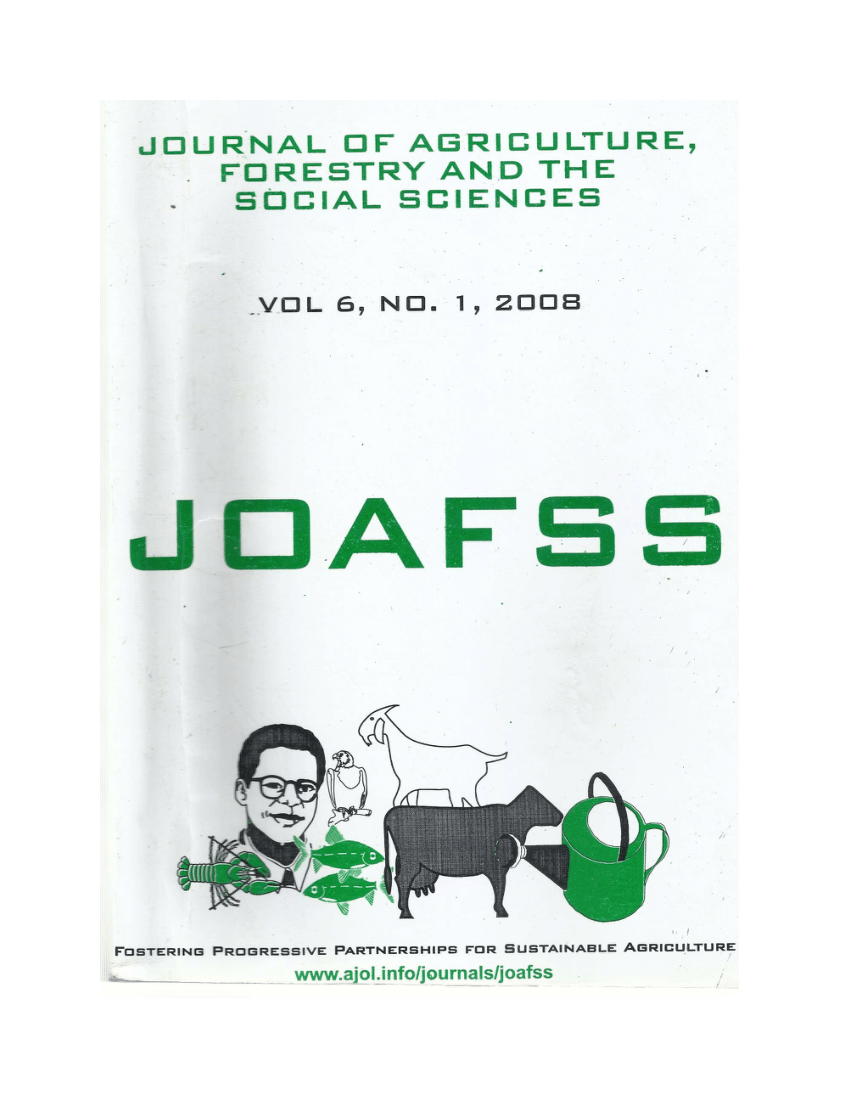 JOURNAL OF AGRICULTURE,
FORESTRY AND THE
SOCIAL SCIENCES
VOL 6, NO. 1, 2008
JOAFSS
FOSTERING PROGRESSIVE PARTNERSHIPS FOR SUSTAINABLE AGRICULTURE
www.ajol.info/journals/joafss